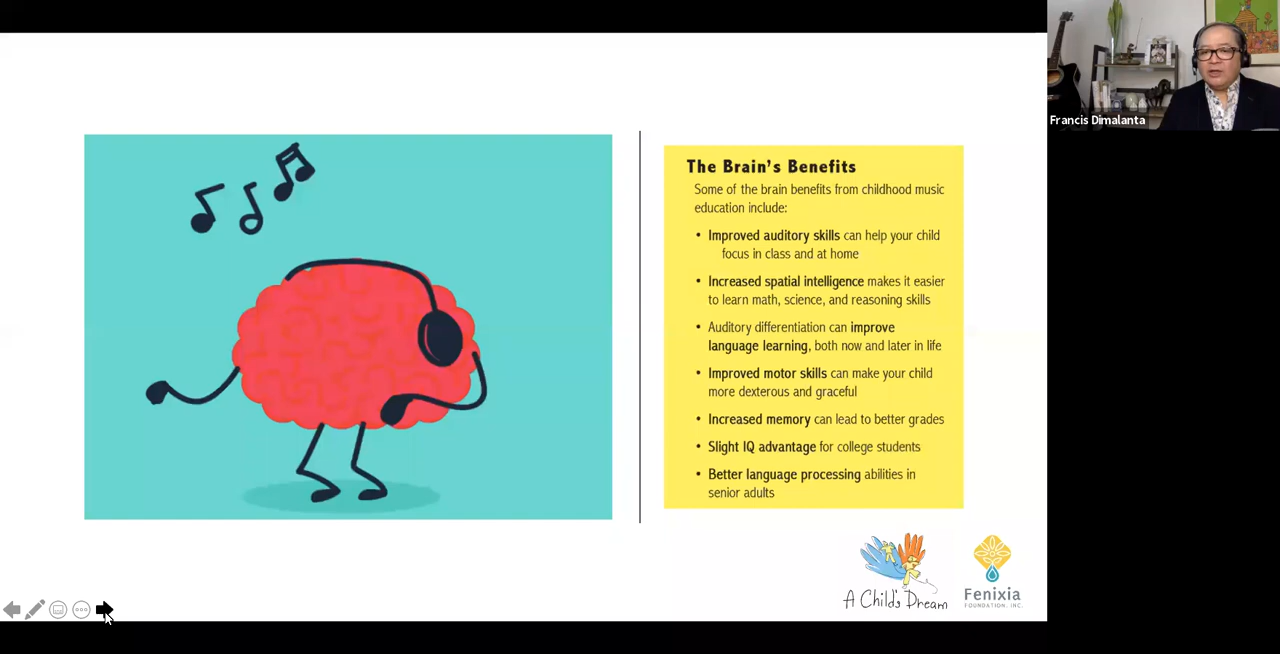 Francis Dimalanta
The Brain's Benefits
Some of the brain benefits from childhood music
education include:
• Improved auditory skills can help your child
focus in class and at home
• Increased spatial intelligence makes it easier
to learn math, science, and reasoning skills
• Auditory differentiation can improve
language learning, both now and later in life
• Improved motor skills can make your child
more dexterous and graceful
• Increased memory can lead to better grades
• Slight IQ advantage for college students
• Better language processing abilities in
senior adults
A Child's Dream
Fenixia
FOUNDATION, INC.